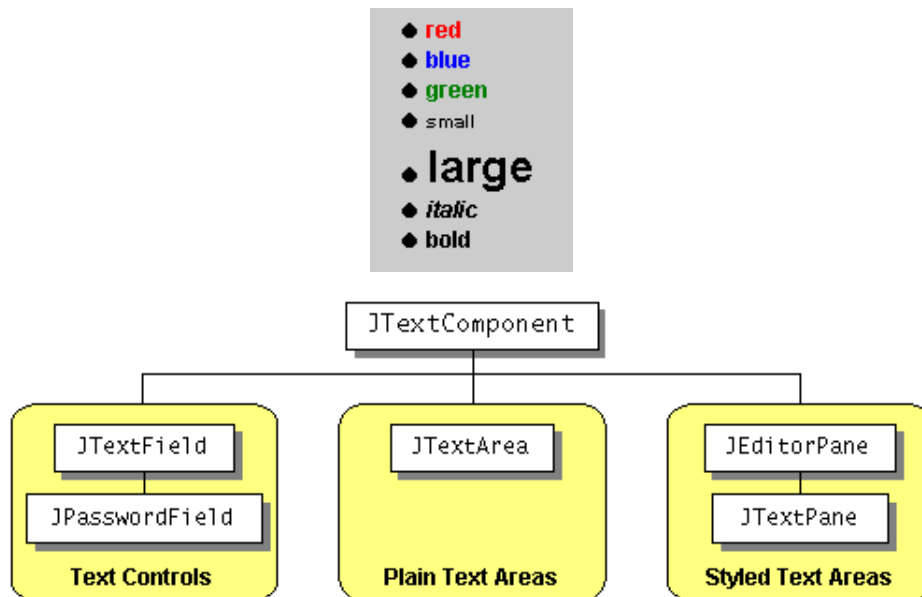 red
blue
green
small
large
italic
bold
JTextComponent
JTextField
JTextArea
JEditorPane
JPasswordField
JTextPane
Text Controls
Plain Text Areas
Styled Text Areas